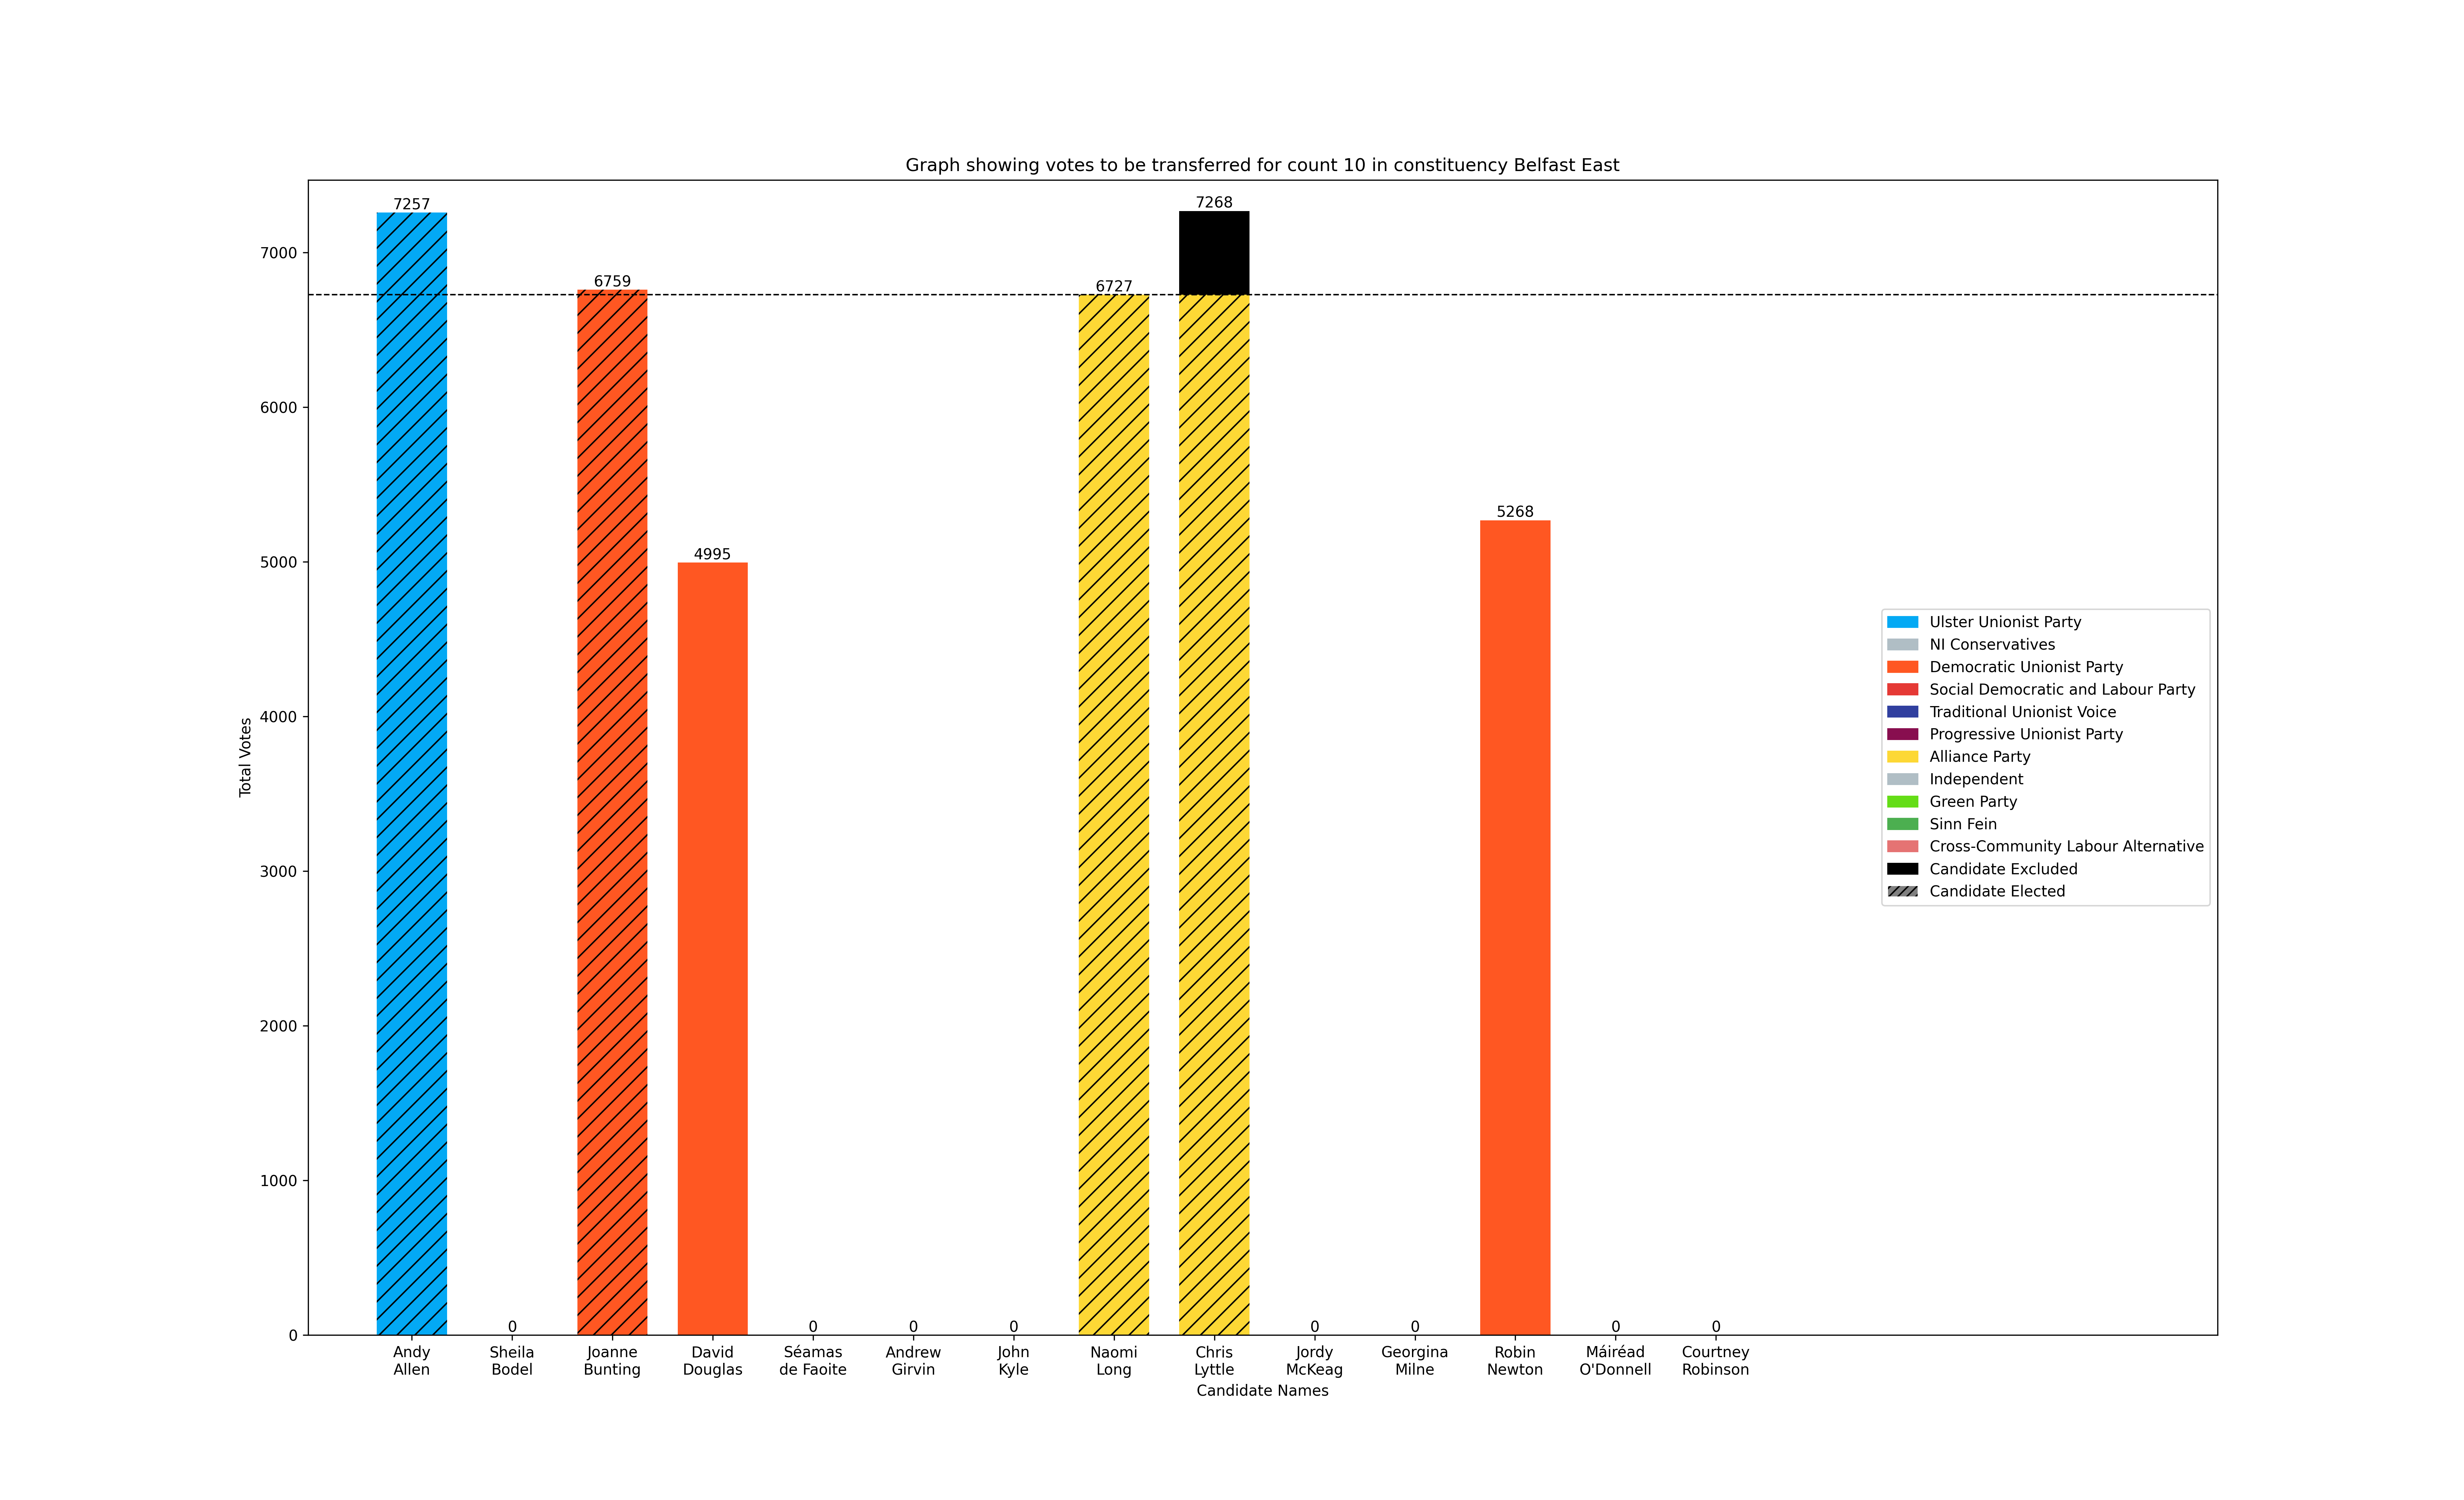 Graph showing votes to be transferred for count 10 in constituency Belfast East
7257
7268
6759
6727
5268
4995
0
0
0
0
0
0
0
0
7000
6000
5000
4000
3000
2000
1000
0
Total Votes
Ulster Unionist Party
NI Conservatives
Democratic Unionist Party
Social Democratic and Labour Party
Traditional Unionist Voice
Progressive Unionist Party
Alliance Party
Independent
Green Party
Sinn Fein
Cross-Community Labour Alternative
Candidate Excluded
Candidate Elected
Andy
Allen
Sheila
Bodel
Joanne
Bunting
David
Douglas
Séamas
de Faoite
Andrew
Girvin
John
Kyle
Naomi
Long
Chris
Lyttle
Jordy
McKeag
Georgina
Milne
Robin
Newton
Máiréad
O'Donnell
Courtney
Robinson
Candidate Names